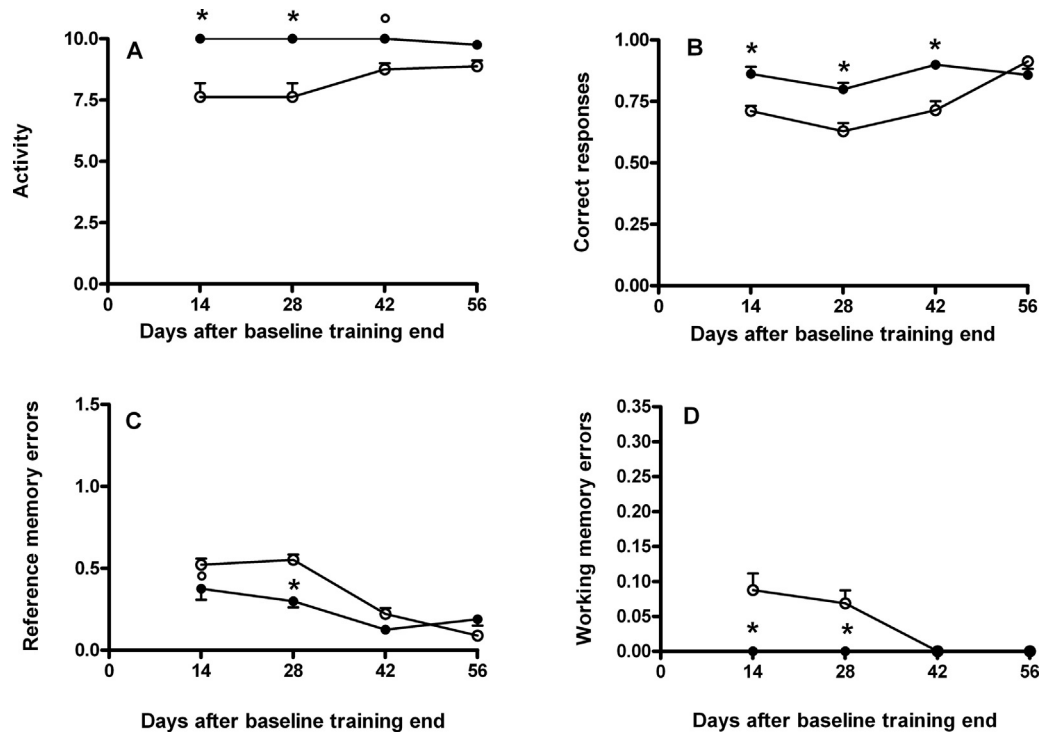 * * °
A
Activity
10.0
7.5
5.0
2.5
0.0
0 14 28 42 56
Days after baseline training end
B
* * *
Correct responses
1.00
0.75
0.50
0.25
0.00
0 14 28 42 56
Days after baseline training end
C
Reference memory errors
1.5
1.0
0.5
0.0
° *
0 14 28 42 56
Days after baseline training end
D
Working memory errors
0.35
0.30
0.25
0.20
0.15
0.10
0.05
0.00
* *
0 14 28 42 56
Days after baseline training end